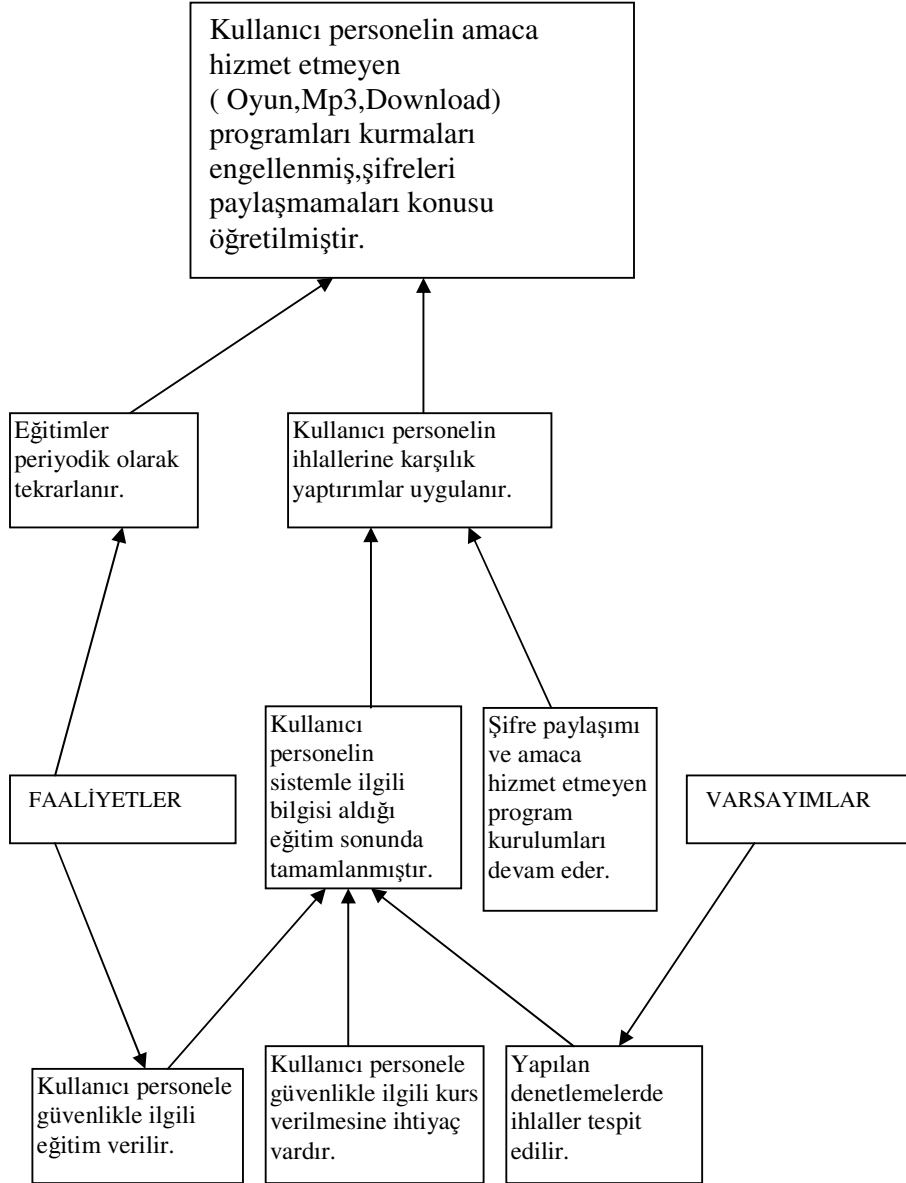 Kullanıcı personelin amaca
hizmet etmeyen
( Oyun,Mp3,Download)
programları kurmaları
engellenmiş,şifreleri
paylaşmamaları konusu
öğretilmiştir.
Eğitimler
periyodik olarak
tekrarlanır.
Kullanıcı personelin
ihlallerine karşılık
yaptırımlar uygulanır.
FAALİYETLER
Kullanıcı
personelin
sistemle ilgili
bilgisi aldığı
eğitim sonunda
tamamlanmıştır.
Şifre paylaşımı
ve amaca
hizmet etmeyen
program
kurulumları
devam eder.
VARSAYIMLAR
Kullanıcı personele
güvenlikle ilgili
eğitim verilir.
Kullanıcı personele
güvenlikle ilgili kurs
verilmesine ihtiyaç
vardır.
Yapılan
denetlemelerde
ihlaller tespit
edilir.